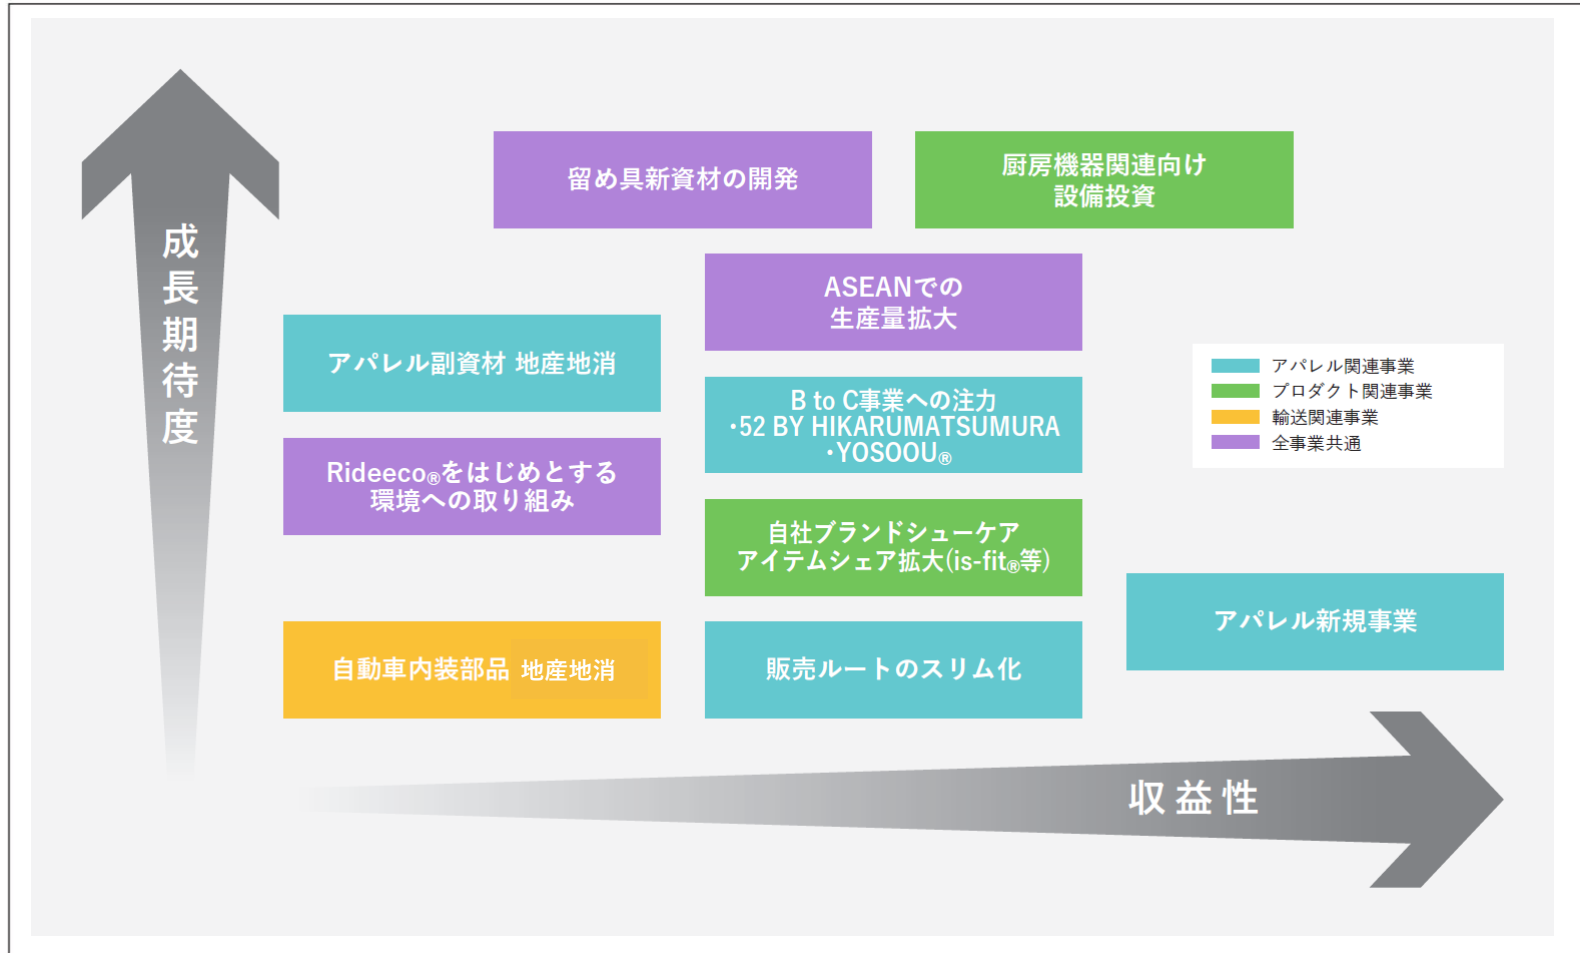 成長期待度
留め具新資材の開発
厨房機器関連向け
設備投資
ASEANでの
生産量拡大
アパレル副資材 地産地消
B to C事業への注力
・52 BY HIKARUMATSUMURA
・YOSOOU®
Rideeco®をはじめとする
環境への取り組み
自社ブランドシューケア
アイテムシェア拡大(is-fit®等)
アパレル新規事業
自動車内装部品 地産地消
販売ルートのスリム化
アパレル関連事業
プロダクト関連事業
輸送関連事業
全事業共通
収益性